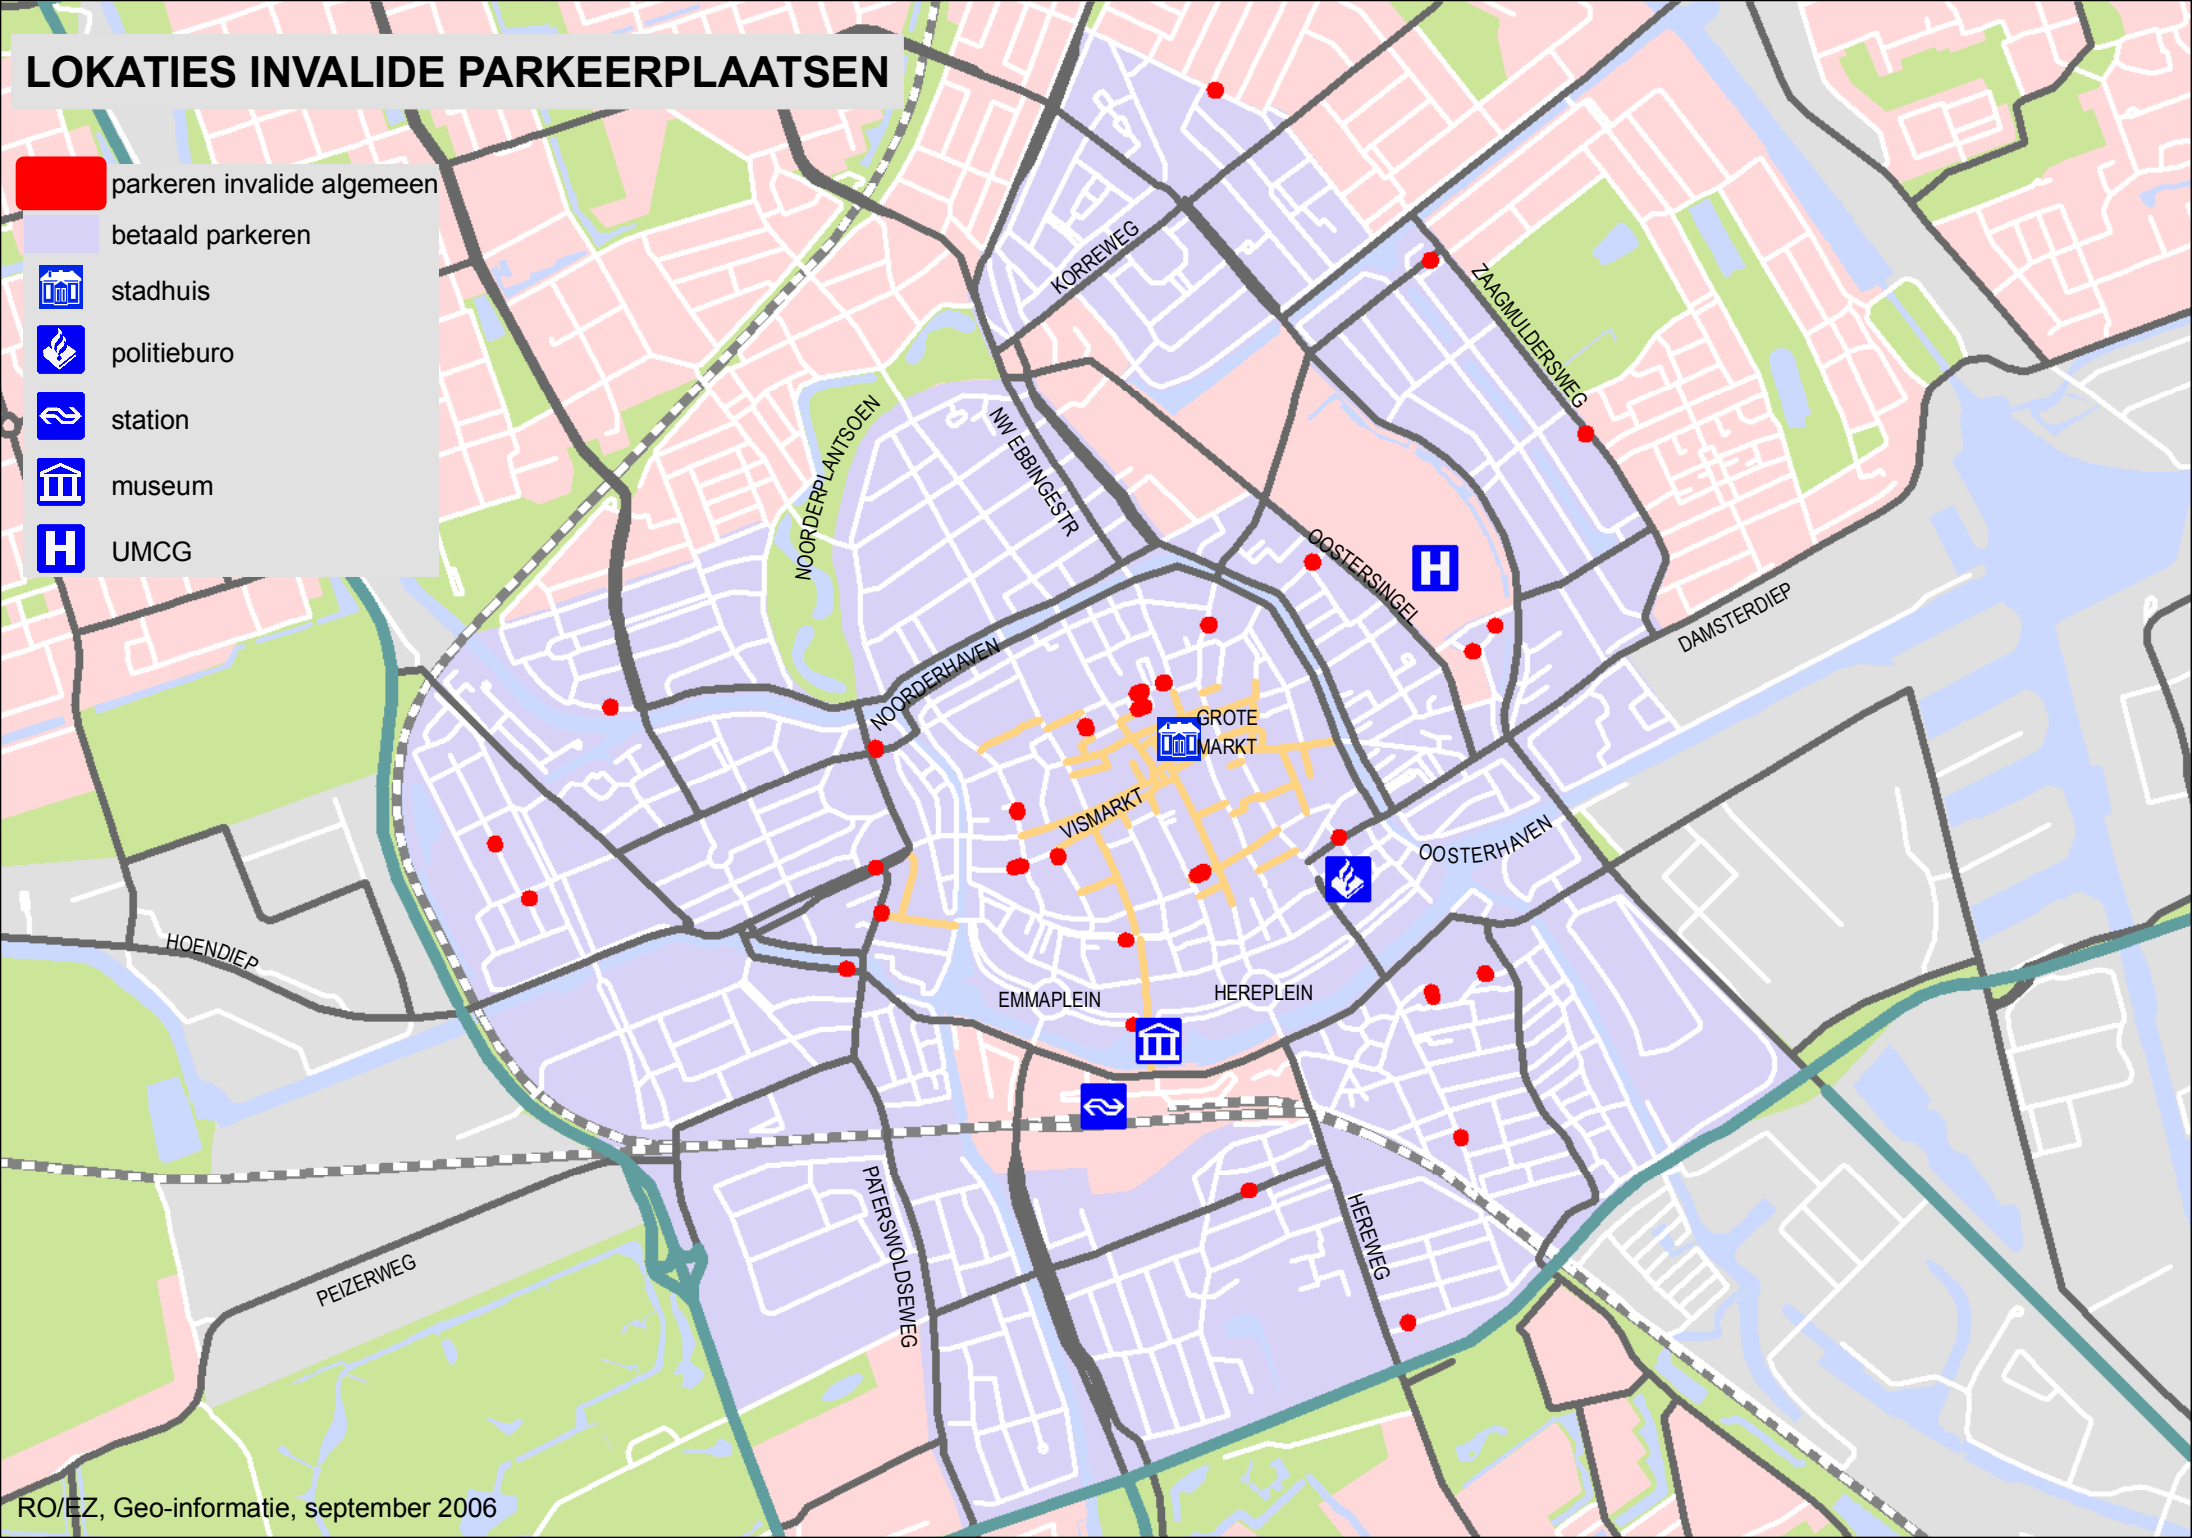 LOKATIES INVALIDE PARKEERPLAATSEN
parkeren invalide algemeen
betaald parkeren
stadhuis
politieburo
station
museum
H UMCG
KORREWEG
ZAAGMULDERSWEG
NOORDERPLANTSOEN
NW EBBINGESTR
OOSTERSINGEL
H
DAMSTERDIEP
NOORDERHAVEN
GROTE
MARKT
VISMARKT
OOSTERHAVEN
HOENDIEP
EMMAPLEIN
HEREPLEIN
PATERSWOLDSEWEG
HEREWEG
PEIZERWEG
RO/EZ, Geo-informatie, september 2006